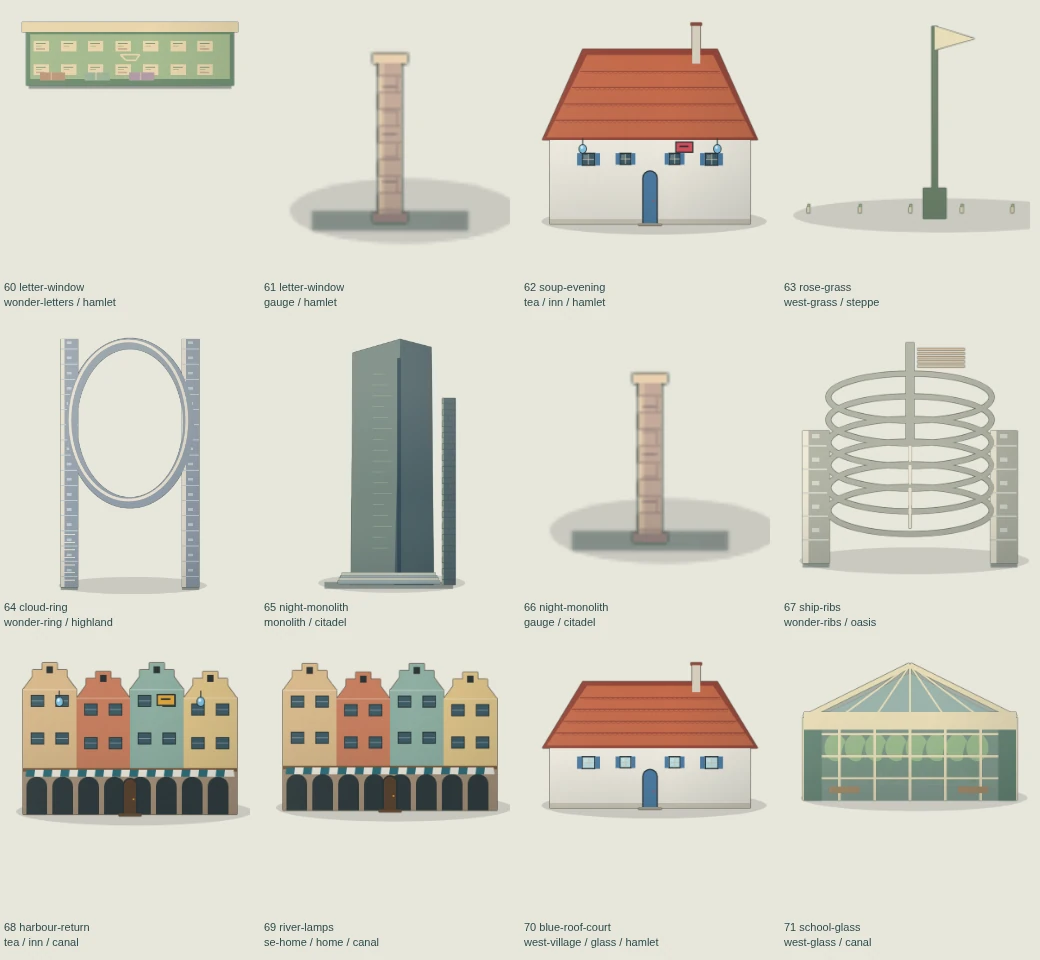 60 letter-window
wonder-letters / hamlet
61 letter-window
gauge / hamlet
62 soup-evening
tea / inn / hamlet
63 rose-grass
west-grass / steppe
64 cloud-ring
wonder-ring / highland
65 night-monolith
monolith / citadel
66 night-monolith
gauge / citadel
67 ship-ribs
wonder-ribs / oasis
68 harbour-return
tea / inn / canal
69 river-lamps
se-home / home / canal
70 blue-roof-court
west-village / glass / hamlet
71 school-glass
west-glass / canal